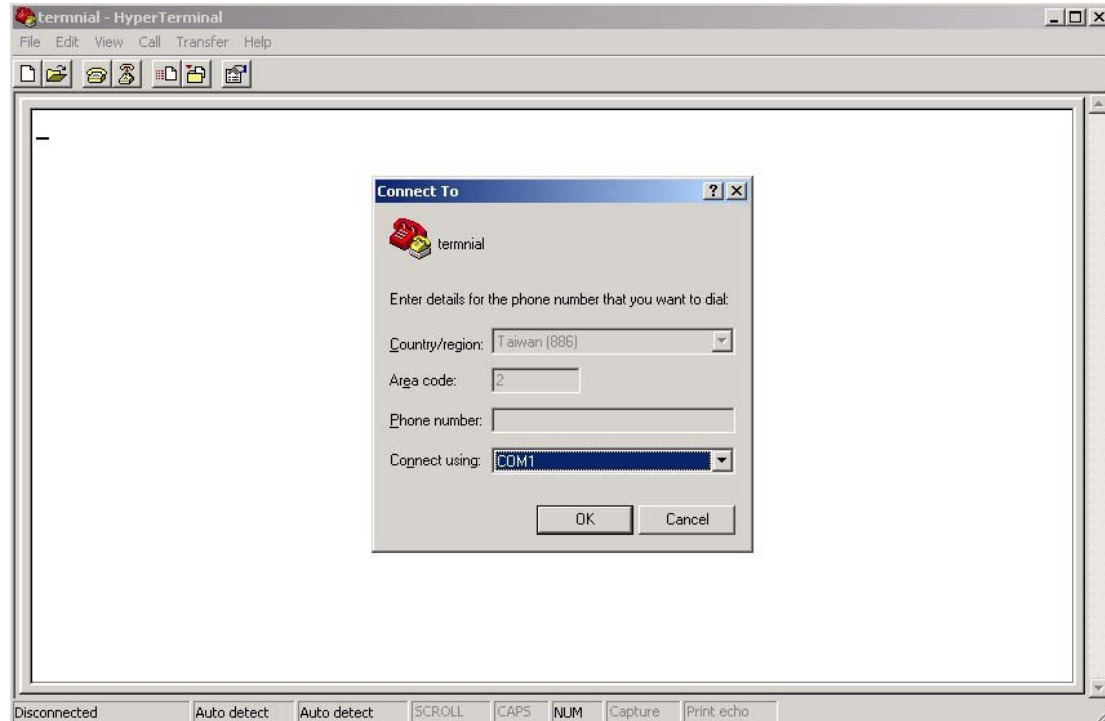 termnial - HyperTerminal
File Edit View Call Transfer Help
Connect To
termnial
Enter details for the phone number that you want to dial:
Country/region: Taiwan (886)
Area code: 2
Phone number:
Connect using: COM1
OK Cancel
Disconnected Auto detect Auto detect SCROLL CAPS NUM Capture Print echo